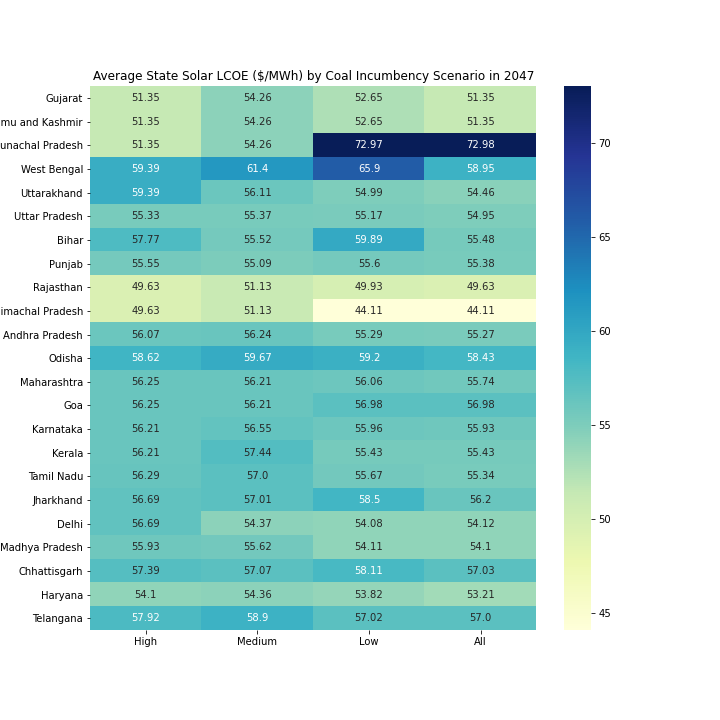 Average State Solar LCOE ($/MWh) by Coal Incumbency Scenario in 2047
Gujarat 51.35 54.26 52.65 51.35
mu and Kashmir 51.35 54.26 52.65 51.35
unachal Pradesh 51.35 54.26 72.97 72.98
West Bengal 59.39 61.4 65.9 58.95
Uttarakhand 59.39 56.11 54.99 54.46
Uttar Pradesh 55.33 55.37 55.17 54.95
Bihar 57.77 55.52 59.89 55.48
Punjab 55.55 55.09 55.6 55.38
Rajasthan 49.63 51.13 49.93 49.63
imachal Pradesh 49.63 51.13 44.11 44.11
Andhra Pradesh 56.07 56.24 55.29 55.27
Odisha 58.62 59.67 59.2 58.43
Maharashtra 56.25 56.21 56.06 55.74
Goa 56.25 56.21 56.98 56.98
Karnataka 56.21 56.55 55.96 55.93
Kerala 56.21 57.44 55.43 55.43
Tamil Nadu 56.29 57.0 55.67 55.34
Jharkhand 56.69 57.01 58.5 56.2
Delhi 56.69 54.37 54.08 54.12
Madhya Pradesh 55.93 55.62 54.11 54.1
Chhattisgarh 57.39 57.07 58.11 57.03
Haryana 54.1 54.36 53.82 53.21
Telangana 57.92 58.9 57.02 57.0
High Medium Low All
70
65
60
55
50
45